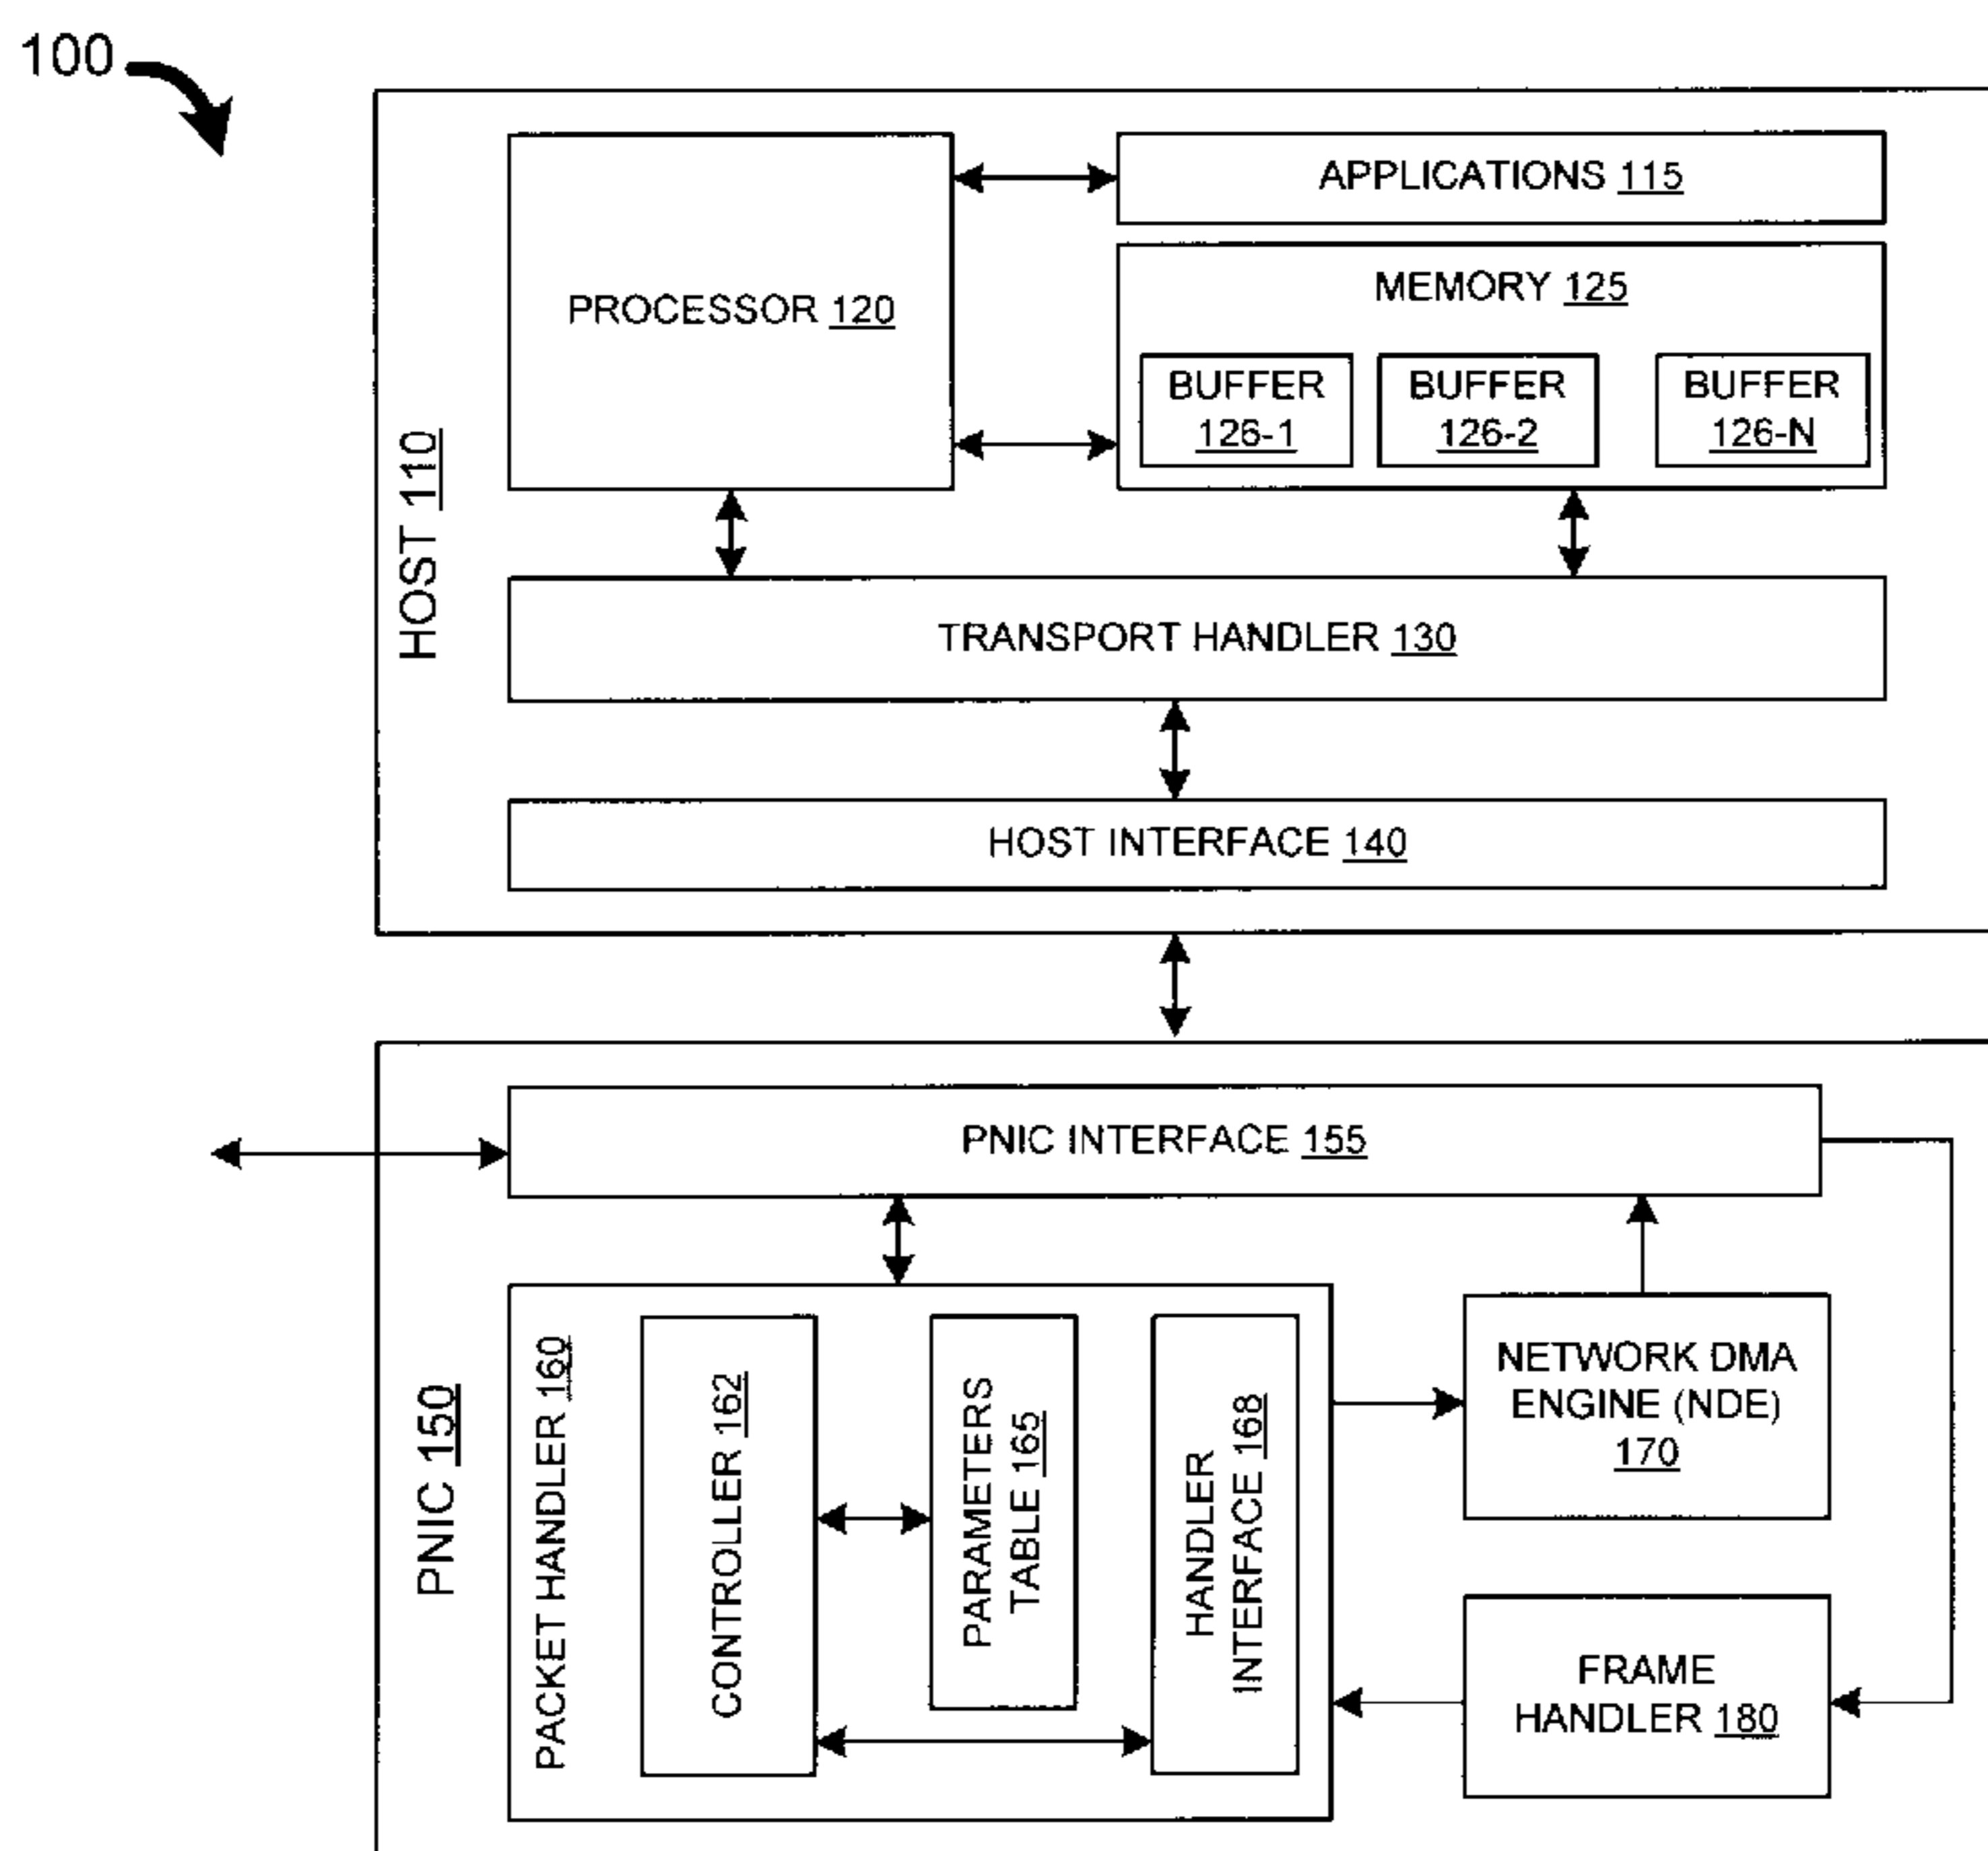 100
HOST 110
PROCESSOR 120
APPLICATIONS 115
MEMORY 125
BUFFER
126-1
BUFFER
126-2
BUFFER
126-N
TRANSPORT HANDLER 130
HOST INTERFACE 140
PNIC 150
PNIC INTERFACE 155
PACKET HANDLER 160
CONTROLLER 162
PARAMETERS
TABLE 165
HANDLER
INTERFACE 168
NETWORK DMA
ENGINE (NDE)
170
FRAME
HANDLER 180